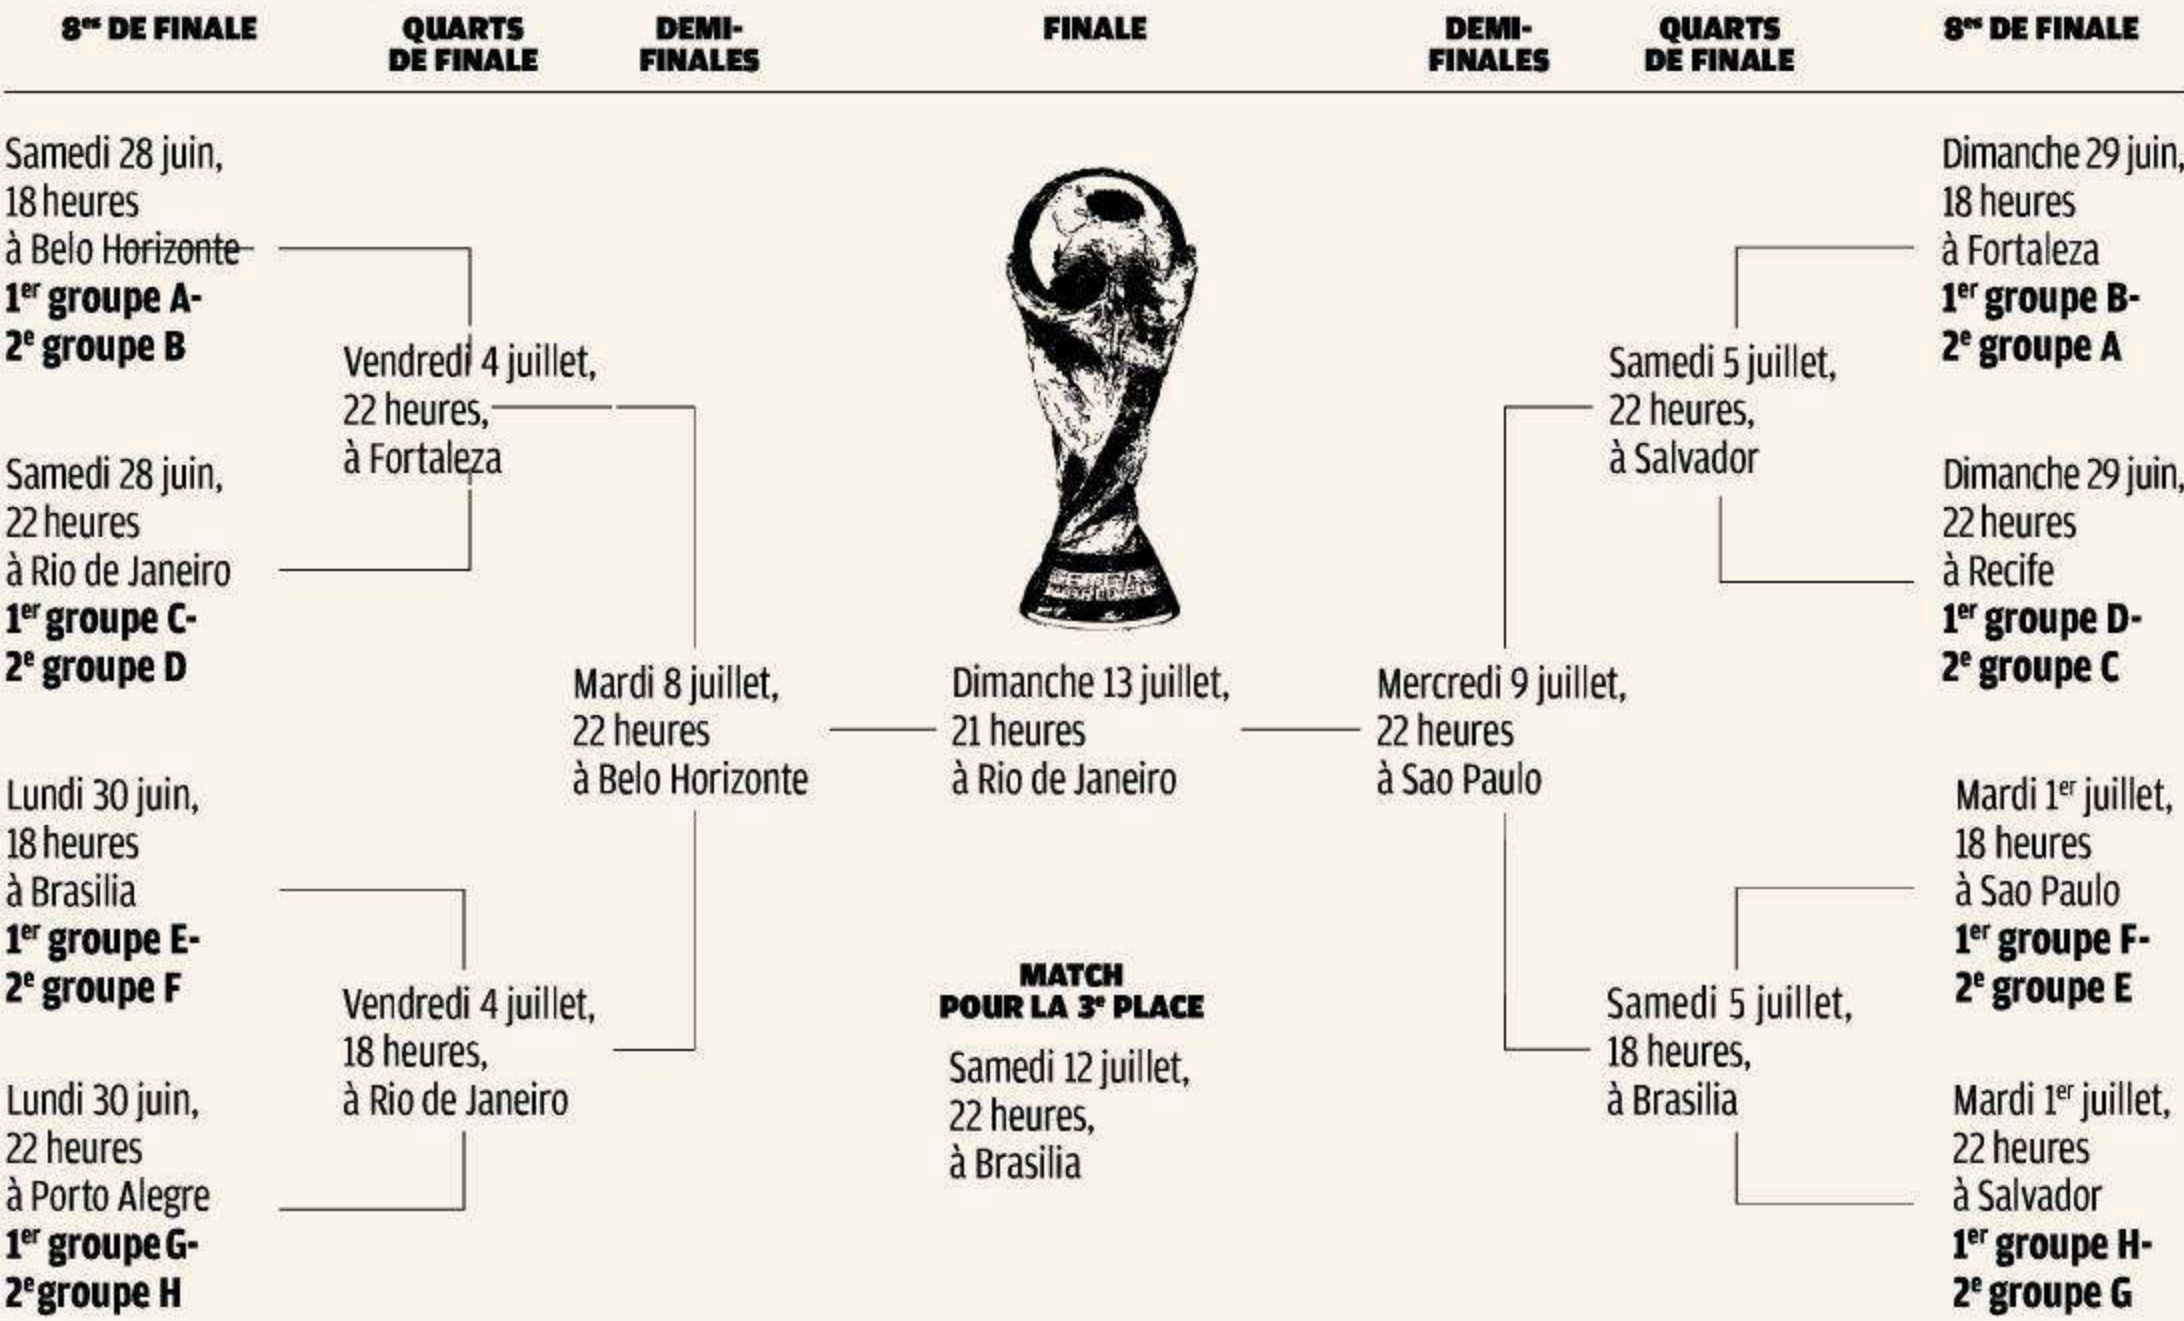 8es DE FINALE
QUARTS
DE FINALE
DEMI-
FINALES
FINALE
DEMI-
FINALES
QUARTS
DE FINALE
8es DE FINALE
Samedi 28 juin,
18 heures
à Belo Horizonte
1er groupe A-
2e groupe B
Samedi 28 juin,
22 heures
à Rio de Janeiro
1er groupe C-
2e groupe D
Lundi 30 juin,
18 heures
à Brasilia
1er groupe E-
2e groupe F
Lundi 30 juin,
22 heures
à Porto Alegre
1er groupe G-
2e groupe H
Vendredi 4 juillet,
22 heures,
à Fortaleza
Vendredi 4 juillet,
18 heures,
à Rio de Janeiro
Mardi 8 juillet,
22 heures
à Belo Horizonte
Dimanche 13 juillet,
21 heures
à Rio de Janeiro
MATCH
POUR LA 3e PLACE
Samedi 12 juillet,
22 heures,
à Brasilia
Mercredi 9 juillet,
22 heures
à Sao Paulo
Samedi 5 juillet,
22 heures,
à Salvador
Samedi 5 juillet,
18 heures,
à Brasilia
Dimanche 29 juin,
18 heures
à Fortaleza
1er groupe B-
2e groupe A
Dimanche 29 juin,
22 heures
à Recife
1er groupe D-
2e groupe C
Mardi 1er juillet,
18 heures
à Sao Paulo
1er groupe F-
2e groupe E
Mardi 1er juillet,
22 heures
à Salvador
1er groupe H-
2e groupe G